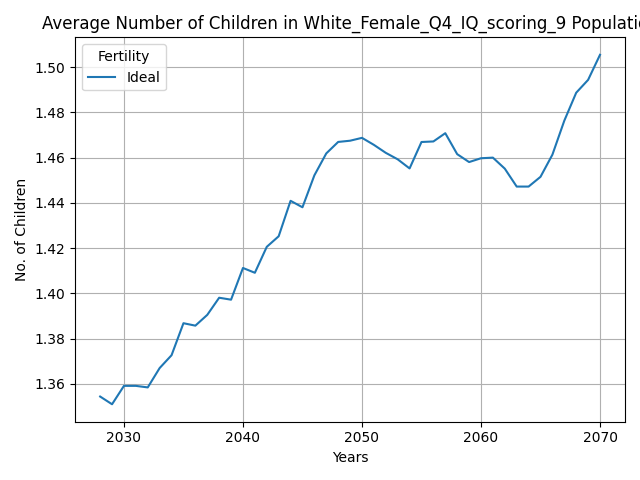 Average Number of Children in White_Female_Q4_IQ_scoring_9 Populatio
Fertility
Ideal
1.50
1.48
1.46
1.44
1.42
1.40
1.38
1.36
No. of Children
2030 2040 2050 2060 2070
Years